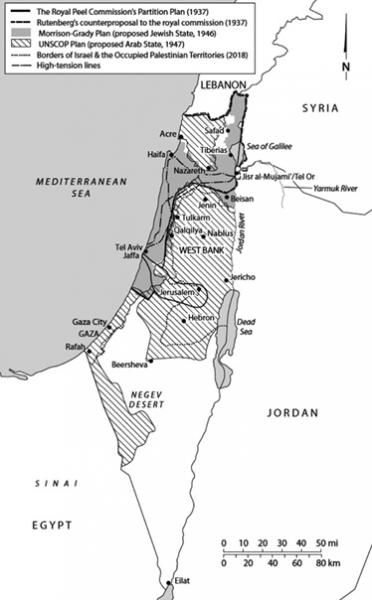 The Royal Peel Commission's Partition Plan (1937)
Rutenberg's counterproposal to the royal commission (1937)
Morrison-Grady Plan (proposed Jewish State, 1946)
UNSCOP Plan (proposed Arab State, 1947)
Borders of Israel & the Occupied Palestinian Territories (2018)
High-tension lines
N
LEBANON
SYRIA
Acre
Safad
Haifa
Tiberias
Sea of Galilee
Nazareth
Jisr al-Mujami'/Tel Or
MEDITERRANEAN
SEA
Yarmuk River
Jenin
Beisan
Tulkarm
Qalqilya
Nablus
Jordan River
WEST BANK
Tel Aviv
Jaffa
Jericho
Jerusalem
Gaza City
GAZA
Hebron
Dead
Sea
Rafah
Beersheva
NEGEV
DESERT
JORDAN
SINAI
EGYPT
0 10 20 30 40 50 mi
0 20 40 60 80 km
Eilat